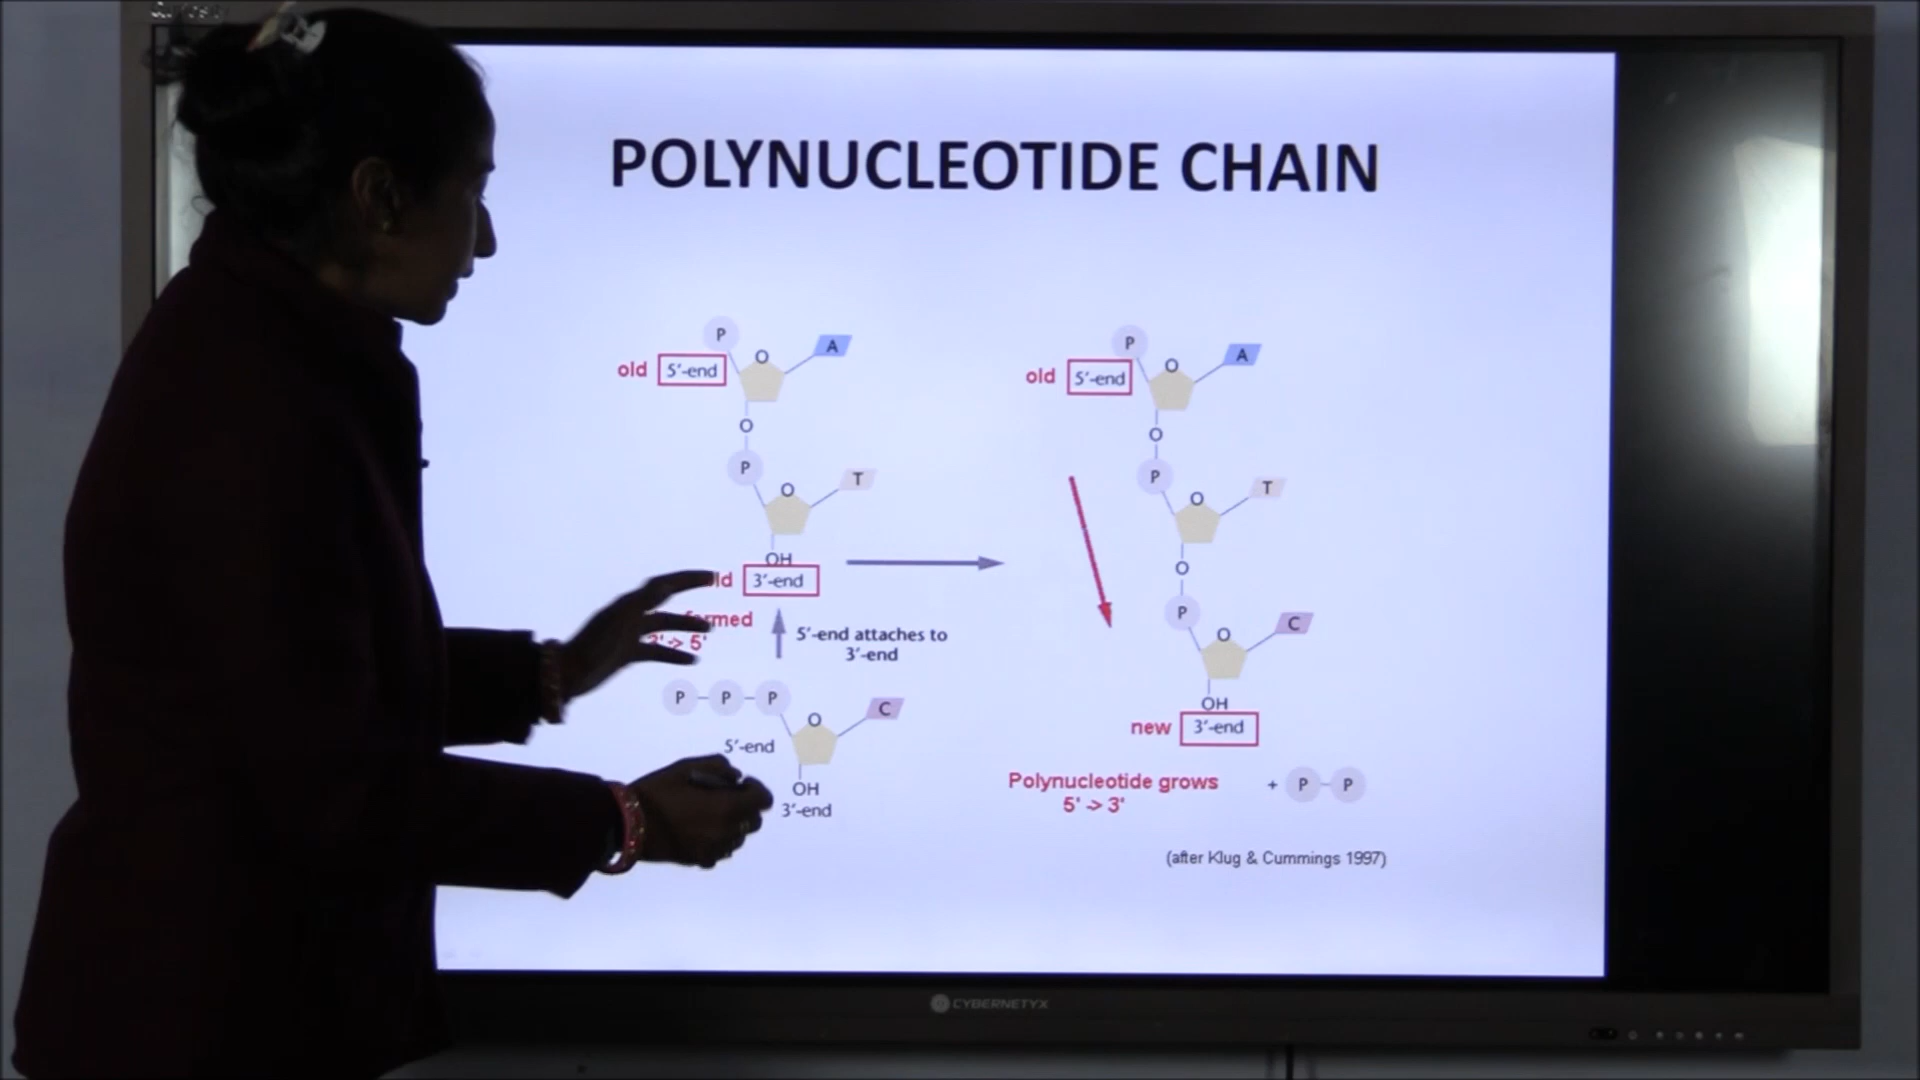 POLYNUCLEOTIDE CHAIN
P
O
A
old 5'-end
O
P
O
T
OH
3'-end
5'-end attaches to
3'-end
-> 5'
P P P
O
C
5'-end
OH
3'-end
P
O
A
old 5'-end
O
P
O
T
O
P
O
C
OH
new 3'-end
Polynucleotide grows
5' -> 3'
+ P P
(after Klug & Cummings 1997)
CYBERNETYX